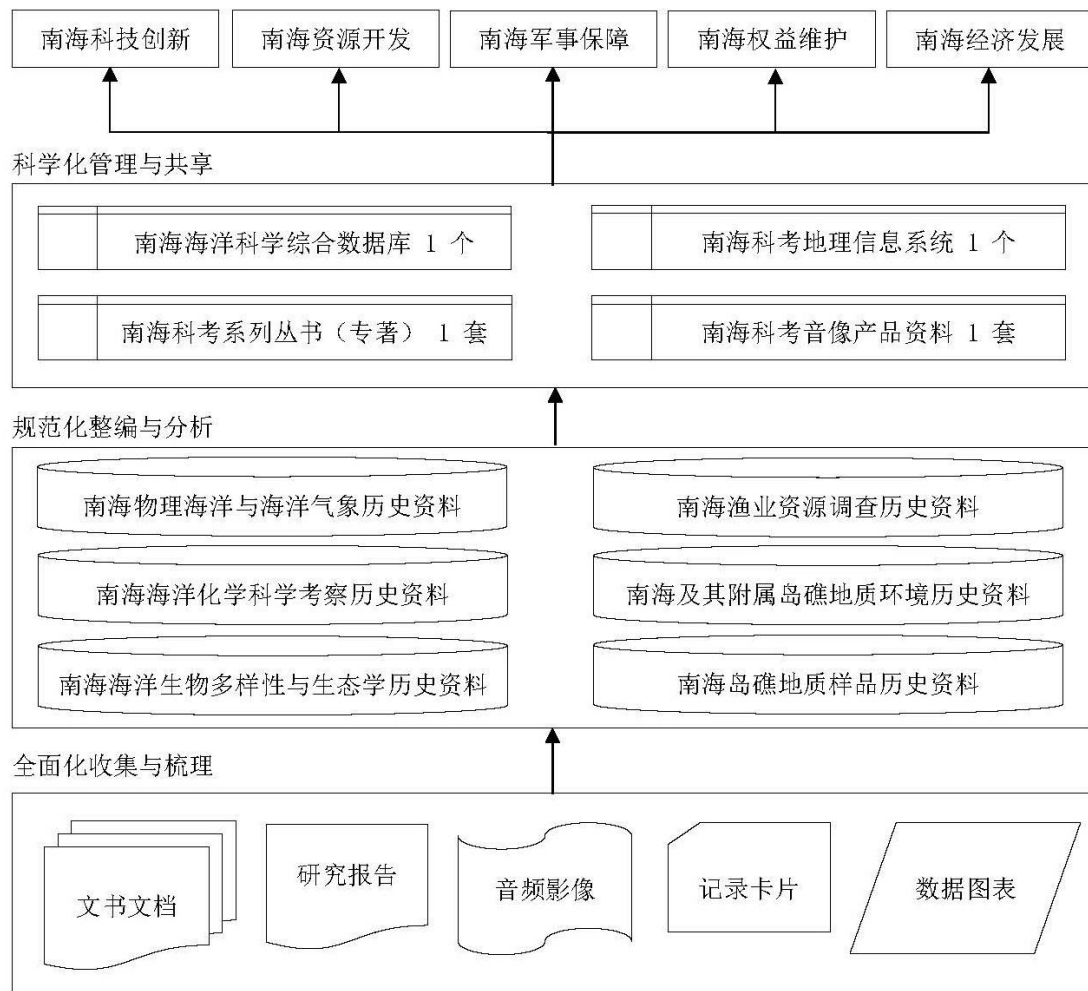 南海科技创新
南海资源开发
南海军事保障
南海权益维护
南海经济发展
科学化管理与共享
南海海洋科学综合数据库 1 个
南海科考地理信息系统 1 个
南海科考系列丛书（专著） 1 套
南海科考音像产品资料 1 套
规范化整编与分析
南海物理海洋与海洋气象历史资料
南海渔业资源调查历史资料
南海海洋化学科学考察历史资料
南海及其附属岛礁地质环境历史资料
南海海洋生物多样性与生态学历史资料
南海岛礁地质样品历史资料
全面化收集与梳理
文书文档
研究报告
音频影像
记录卡片
数据图表